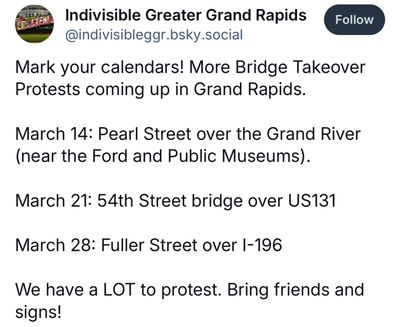 Indivisible Greater Grand Rapids
@indivisibleggr.bsky.social
Follow
Mark your calendars! More Bridge Takeover
Protests coming up in Grand Rapids.
March 14: Pearl Street over the Grand River
(near the Ford and Public Museums).
March 21: 54th Street bridge over US131
March 28: Fuller Street over I-196
We have a LOT to protest. Bring friends and
signs!